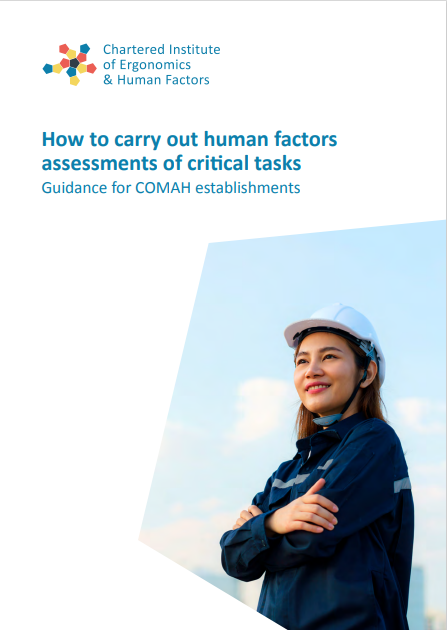 Chartered Institute
of Ergonomics
& Human Factors
How to carry out human factors
assessments of critical tasks
Guidance for COMAH establishments